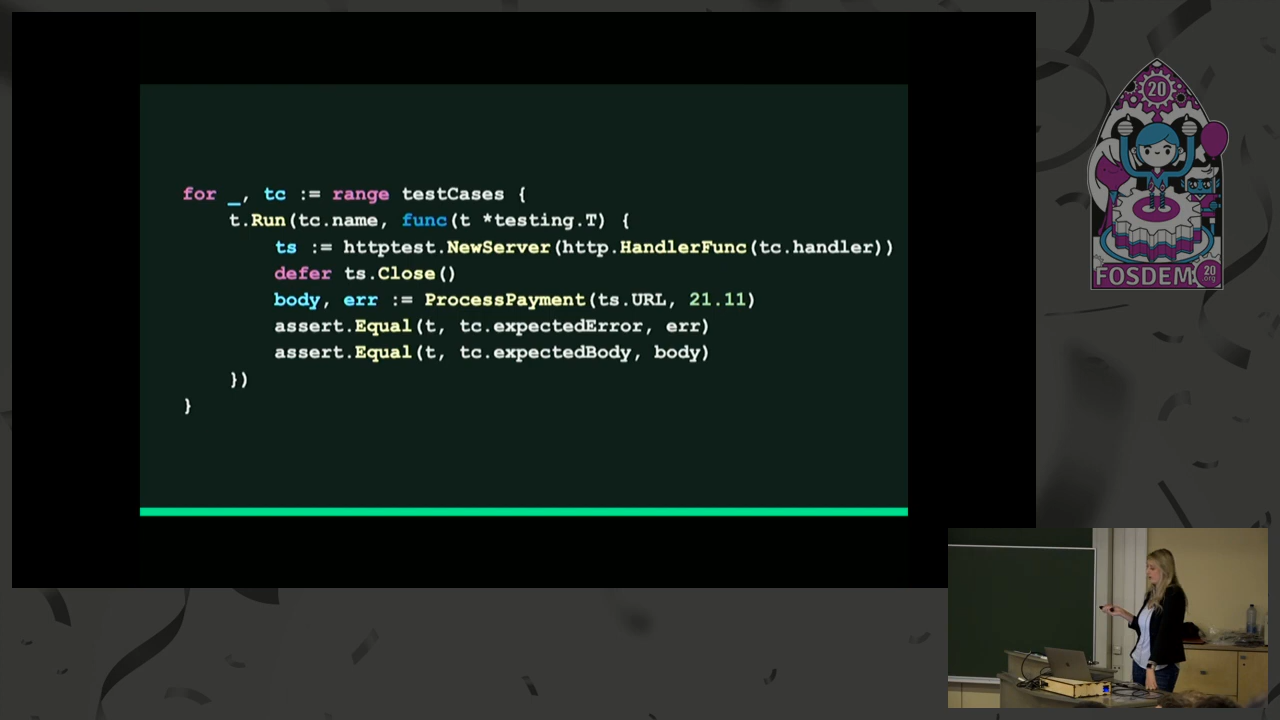 for _, tc := range testCases {
    t.Run(tc.name, func(t *testing.T) {
        ts := httptest.NewServer(http.HandlerFunc(tc.handler))
        defer ts.Close()
        body, err := ProcessPayment(ts.URL, 21.11)
        assert.Equal(t, tc.expectedError, err)
        assert.Equal(t, tc.expectedBody, body)
    })
}
20
FOSDEM
20
org